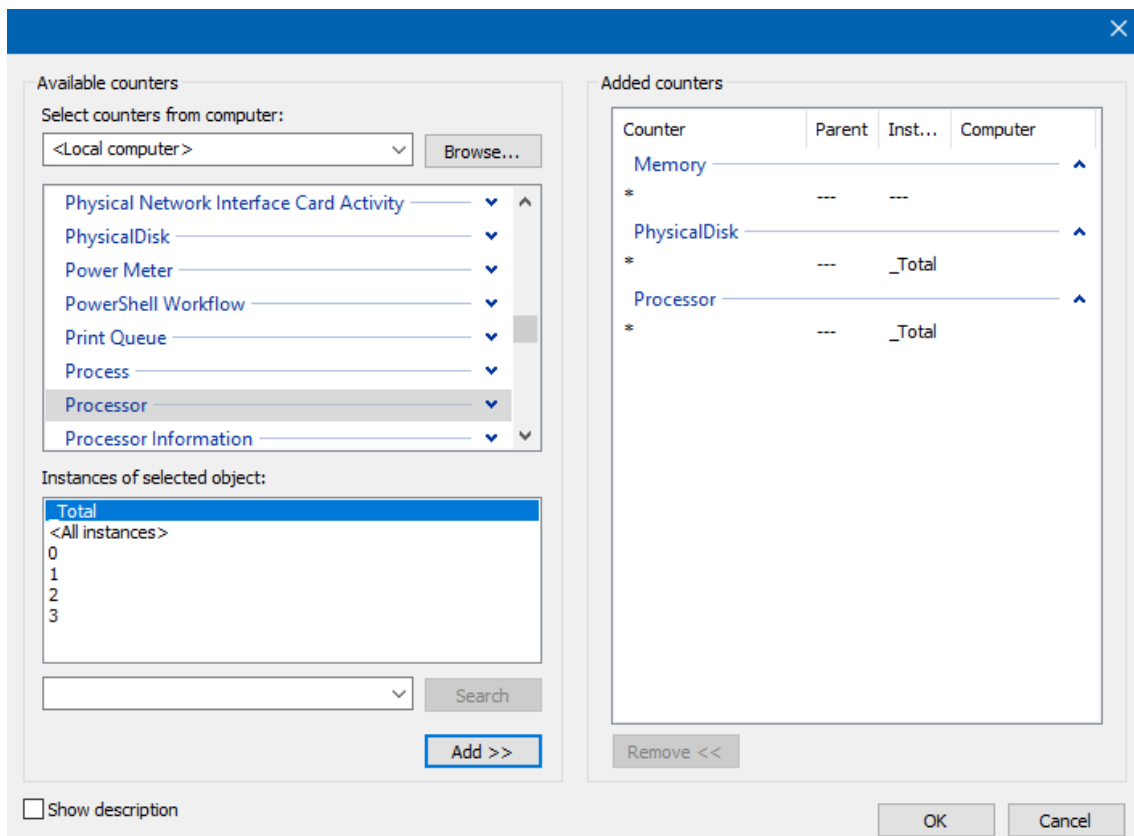 Available counters
Select counters from computer:
<Local computer>
Browse...
Physical Network Interface Card Activity
PhysicalDisk
Power Meter
PowerShell Workflow
Print Queue
Process
Processor
Processor Information
Instances of selected object:
_Total
<All instances>
0
1
2
3
Search
Add >>
Show description
Added counters
Counter Parent Inst... Computer
Memory
* --- ---
PhysicalDisk
* --- _Total
Processor
* --- _Total
Remove <<
OK Cancel